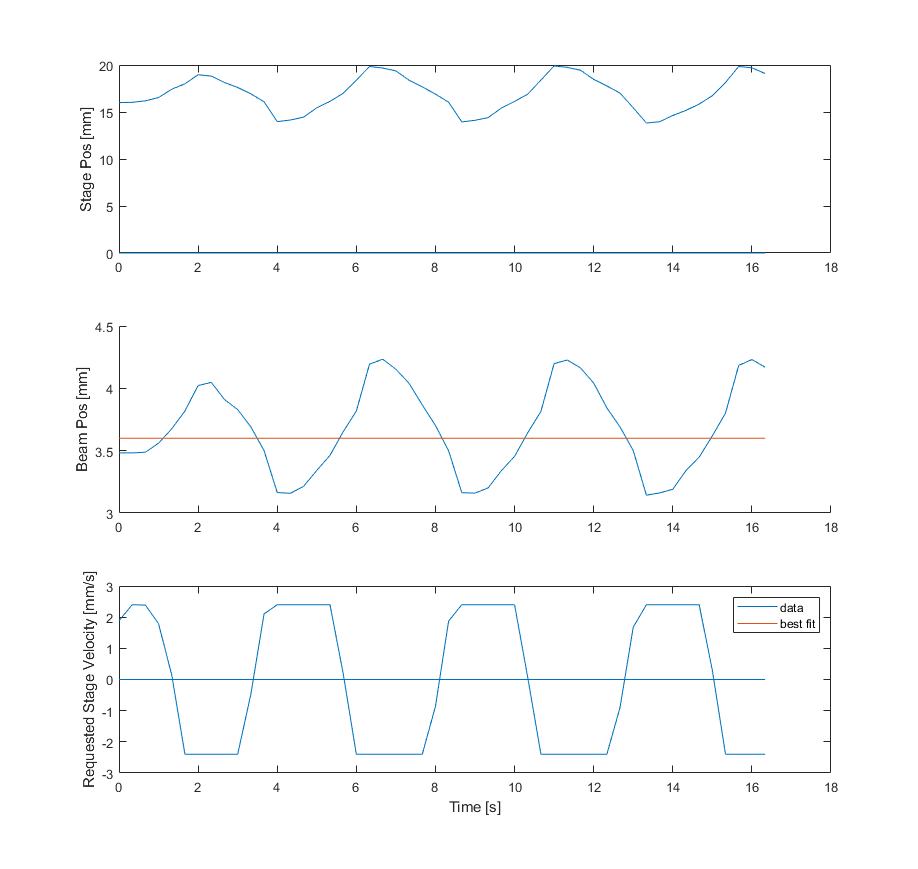 20
15
10
5
0
Stage Pos [mm]
0 2 4 6 8 10 12 14 16 18
4.5
4
3.5
3
Beam Pos [mm]
0 2 4 6 8 10 12 14 16 18
3
2
1
0
-1
-2
-3
Requested Stage Velocity [mm/s]
data
best fit
0 2 4 6 8 10 12 14 16 18
Time [s]